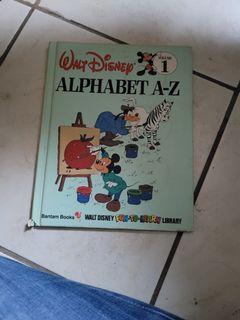 WALT DISNEY
VOLUME
1
ALPHABET A-Z
Bantam Books
WALT DISNEY FUN-TO-LEARN LIBRARY